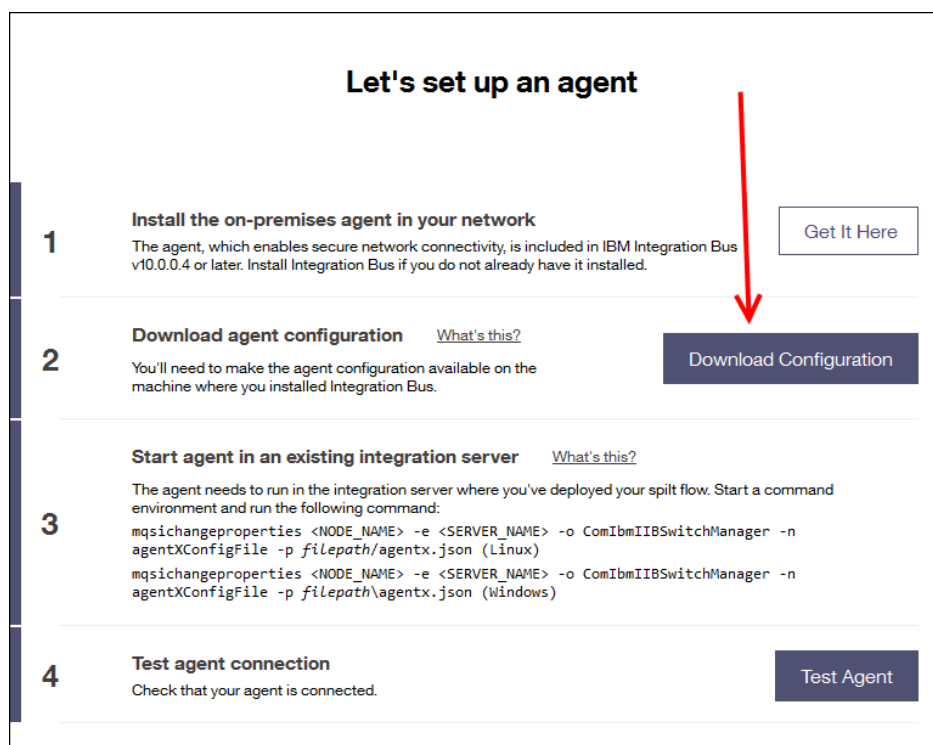 Let's set up an agent
1
Install the on-premises agent in your network
The agent, which enables secure network connectivity, is included in IBM Integration Bus
v10.0.0.4 or later. Install Integration Bus if you do not already have it installed.
Get It Here
2
Download agent configuration What's this?
You'll need to make the agent configuration available on the
machine where you installed Integration Bus.
Download Configuration
3
Start agent in an existing integration server What's this?
The agent needs to run in the integration server where you've deployed your spilt flow. Start a command
environment and run the following command:
mqsichangeproperties <NODE_NAME> -e <SERVER_NAME> -o ComIbmIIBSwitchManager -n
agentXConfigFile -p filepath/agentx.json (Linux)
mqsichangeproperties <NODE_NAME> -e <SERVER_NAME> -o ComIbmIIBSwitchManager -n
agentXConfigFile -p filepath\agentx.json (Windows)
4
Test agent connection
Check that your agent is connected.
Test Agent